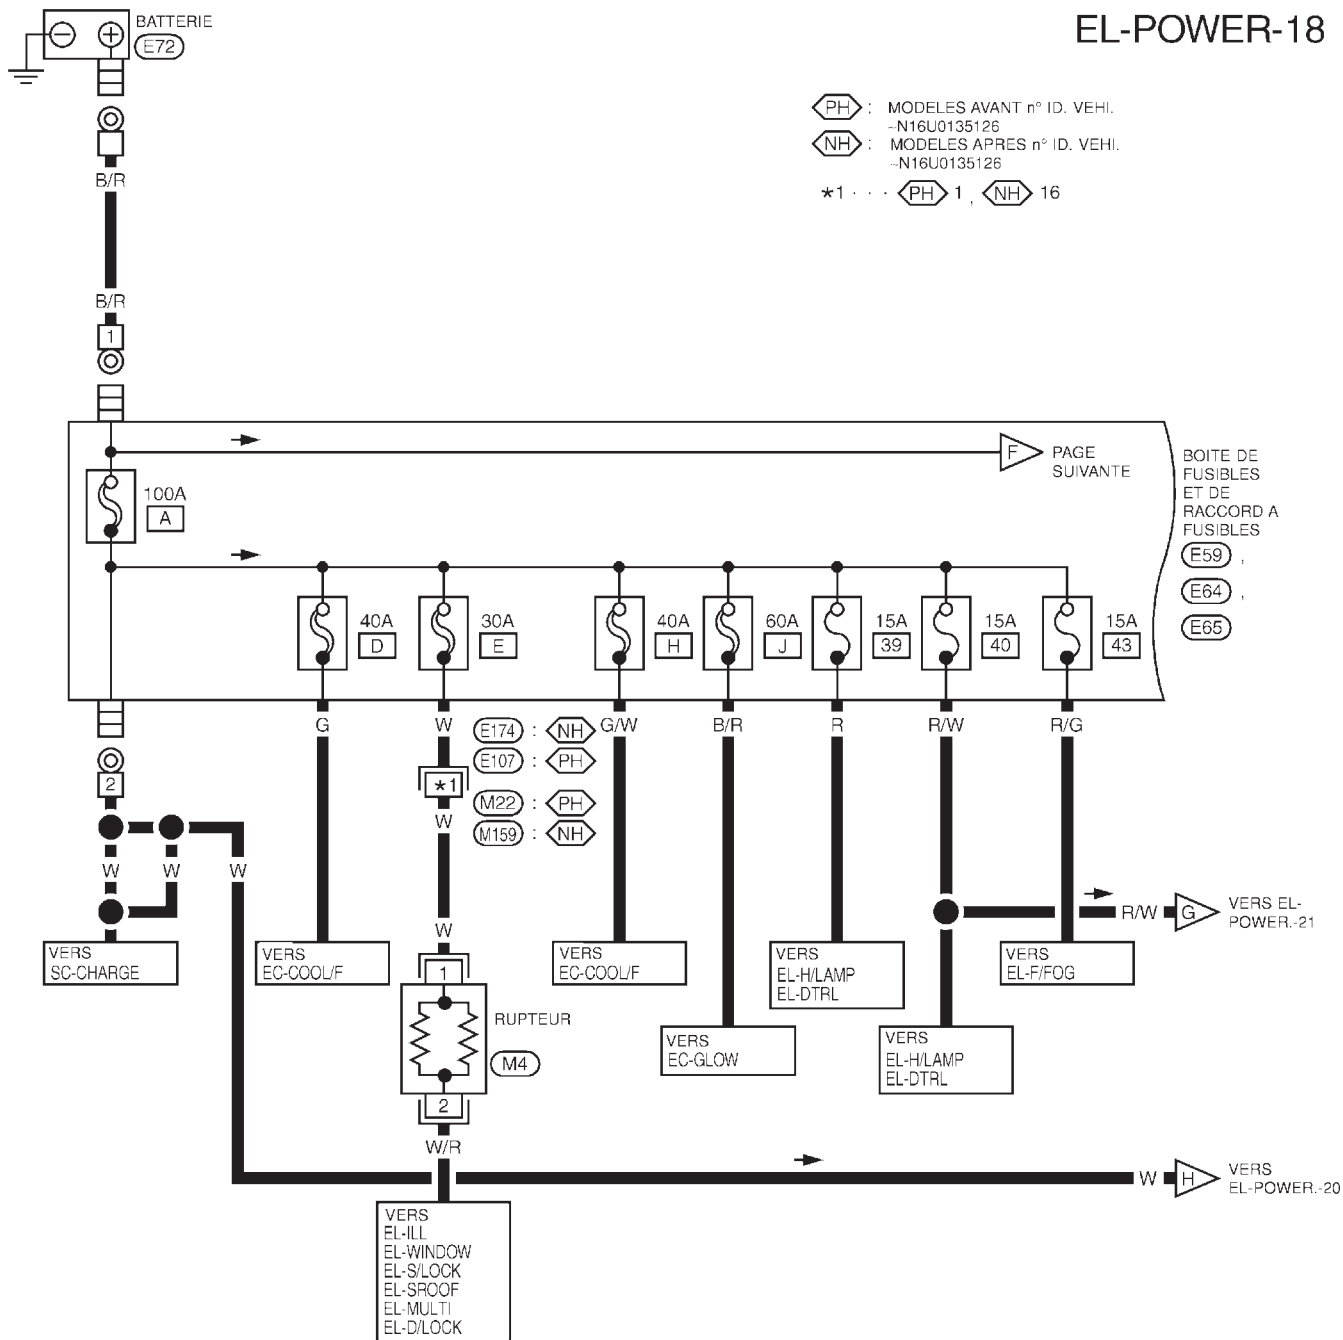 EL-POWER-18
BATTERIE
E72
PH : MODELES AVANT n° ID. VEHI.
~N16U0135126
NH : MODELES APRES n° ID. VEHI.
~N16U0135126
*1 · · · PH 1 , NH 16
B/R
B/R
1
F PAGE
SUIVANTE
BOITE DE
FUSIBLES
ET DE
RACCORD A
FUSIBLES
E59 ,
E64 ,
E65
100A
A
40A
D
30A
E
40A
H
60A
J
15A
39
15A
40
15A
43
G
W
G/W
B/R
R
R/W
R/G
E174 : NH
E107 : PH
*1
M22 : PH
M159 : NH
2
W
W
W
W
W
R/W G VERS EL-
POWER.-21
VERS
SC-CHARGE
VERS
EC-COOL/F
VERS
EC-COOL/F
VERS
EL-H/LAMP
EL-DTRL
VERS
EL-F/FOG
1
RUPTEUR
M4
2
VERS
EC-GLOW
VERS
EL-H/LAMP
EL-DTRL
W/R
W H VERS
EL-POWER.-20
VERS
EL-ILL
EL-WINDOW
EL-S/LOCK
EL-SROOF
EL-MULTI
EL-D/LOCK